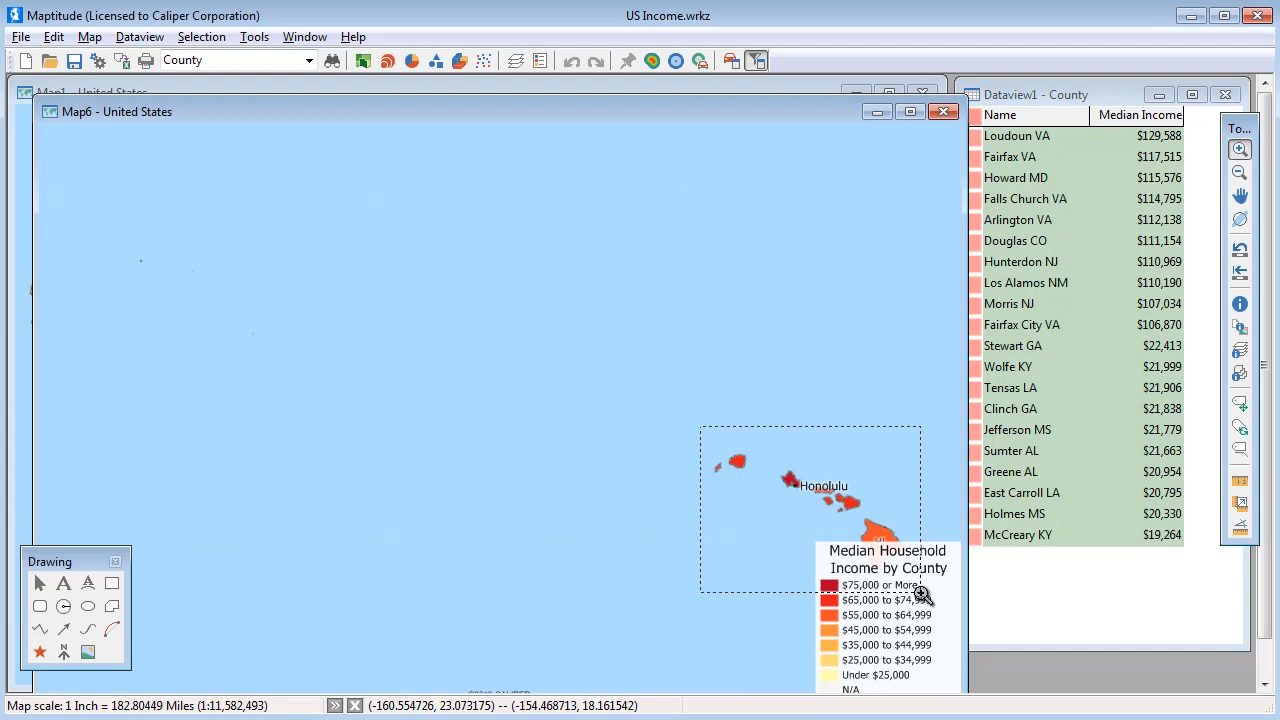 Maptitude (Licensed to Caliper Corporation)
US Income.wrkz
File Edit Map Dataview Selection Tools Window Help
County
Map1 - United States
Map6 - United States
Dataview1 - County
Name Median Income
Loudoun VA $129,588
Fairfax VA $117,515
Howard MD $115,576
Falls Church VA $114,795
Arlington VA $112,138
Douglas CO $111,154
Hunterdon NJ $110,969
Los Alamos NM $110,190
Morris NJ $107,034
Fairfax City VA $106,870
Stewart GA $22,413
Wolfe KY $21,999
Tensas LA $21,906
Clinch GA $21,838
Jefferson MS $21,779
Sumter AL $21,663
Greene AL $20,954
East Carroll LA $20,795
Holmes MS $20,330
McCreary KY $19,264
To...
Honolulu
HI
Median Household
Income by County
$75,000 or More
$65,000 to
$55,000 to $64,999
$45,000 to $54,999
$35,000 to $44,999
$25,000 to $34,999
Under $25,000
N/A
Drawing
Map scale: 1 Inch = 182.80449 Miles (1:11,582,493)
(-160.554726, 23.073175) -- (-154.468713, 18.161542)